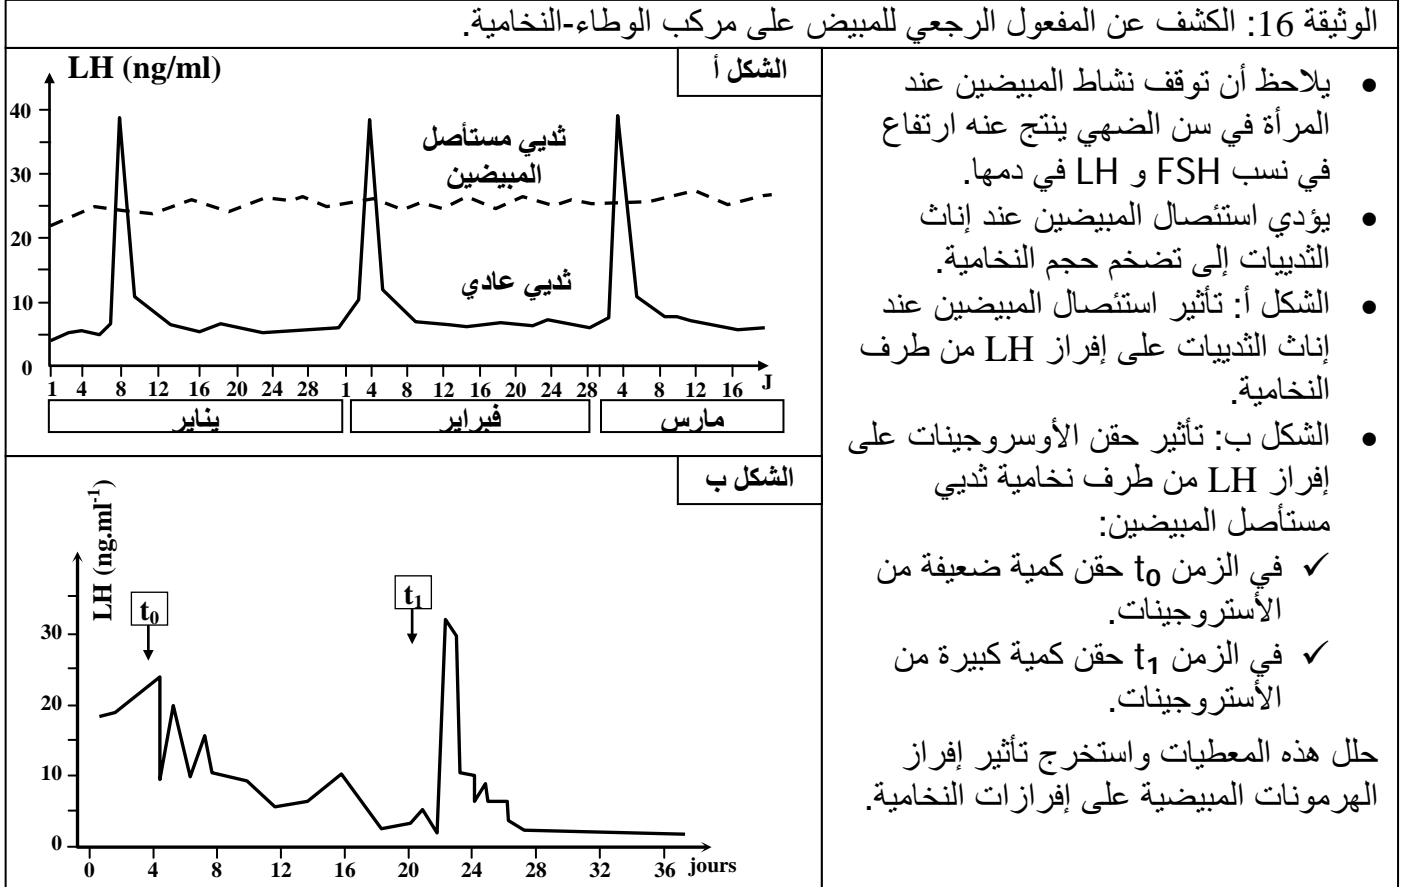 الوثيقة 16: الكشف عن المفعول الرجعي للمبيض على مركب الوطاء-النخامية.
• يلاحظ أن توقف نشاط المبيضين عند
المرأة في سن الضهي ينتج عنه ارتفاع
في نسب FSH و LH في دمها.
• يؤدي استئصال المبيضين عند إناث
الثدييات إلى تضخم حجم النخامية.
• الشكل أ: تأثير استئصال المبيضين عند
إناث الثدييات على إفراز LH من طرف
النخامية.
• الشكل ب: تأثير حقن الأوسروجينات على
إفراز LH من طرف نخامية ثديي
مستأصل المبيضين:
✓ في الزمن t0 حقن كمية ضعيفة من
الأستروجينات.
✓ في الزمن t1 حقن كمية كبيرة من
الأستروجينات.
حلل هذه المعطيات واستخرج تأثير إفراز
الهرمونات المبيضية على إفرازات النخامية.
الشكل أ
LH (ng/ml)
40
30
20
10
0
ثديي مستأصل
المبيضين
ثديي عادي
1 4 8 12 16 20 24 28 1 4 8 12 16 20 24 28 4 8 12 16 J
يناير فبراير مارس
الشكل ب
LH (ng.ml-1)
t0
t1
30
20
10
0
0 4 8 12 16 20 24 28 32 36 jours